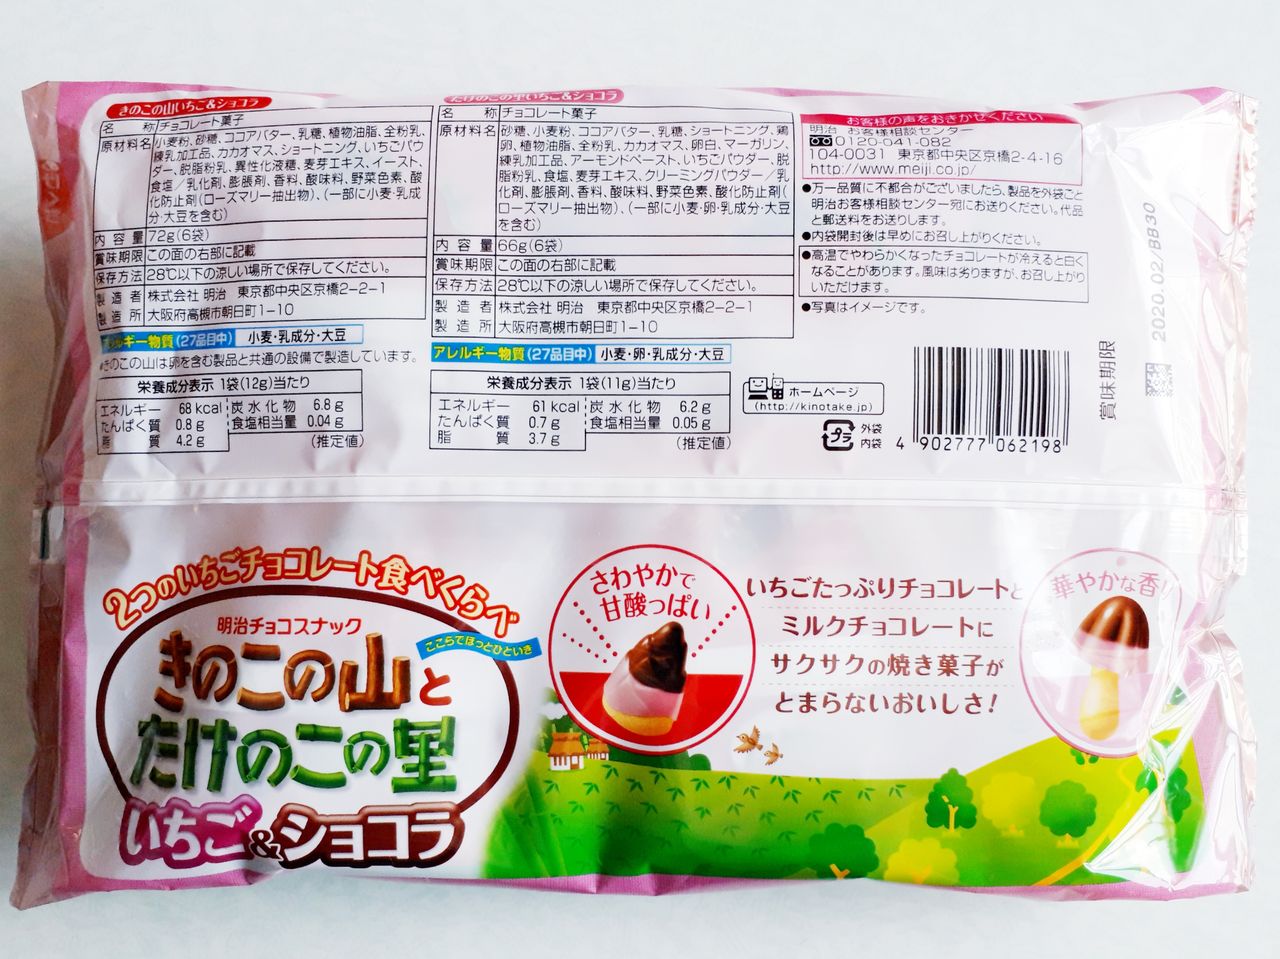 きのこの山いちご&ショコラ
名 称 チョコレート菓子
原材料名 小麦粉、砂糖、ココアバター、乳糖、植物油脂、全粉乳、
練乳加工品、カカオマス、ショートニング、いちごパウ
ダー、脱脂粉乳、異性化液糖、麦芽エキス、イースト、
食塩/乳化剤、膨脹剤、香料、酸味料、野菜色素、酸
化防止剤(ローズマリー抽出物)、(一部に小麦・乳成
分・大豆を含む)
内容量 72g(6袋)
賞味期限 この面の右部に記載
保存方法 28℃以下の涼しい場所で保存してください。
製造者 株式会社 明治 東京都中央区京橋2-2-1
製造所 大阪府高槻市朝日町1-10
アレルギー物質(27品目中) 小麦・乳成分・大豆
●きのこの山は卵を含む製品と共通の設備で製造しています。
栄養成分表示 1袋(12g)当たり
エネルギー 68 kcal 炭水化物 6.8 g
たんぱく質 0.8 g 食塩相当量 0.04 g
脂質 4.2 g (推定値)
たけのこの里いちご&ショコラ
名 称 チョコレート菓子
原材料名 砂糖、小麦粉、ココアバター、乳糖、ショートニング、鶏
卵、植物油脂、全粉乳、カカオマス、卵白、マーガリン、
練乳加工品、アーモンドペースト、いちごパウダー、脱
脂粉乳、食塩、麦芽エキス、クリーミングパウダー/乳
化剤、膨脹剤、香料、酸味料、野菜色素、酸化防止剤(
ローズマリー抽出物)、(一部に小麦・卵・乳成分・大豆
を含む)
内容量 66g(6袋)
賞味期限 この面の右部に記載
保存方法 28℃以下の涼しい場所で保存してください。
製造者 株式会社 明治 東京都中央区京橋2-2-1
製造所 大阪府高槻市朝日町1-10
アレルギー物質(27品目中) 小麦・卵・乳成分・大豆
栄養成分表示 1袋(11g)当たり
エネルギー 61 kcal 炭水化物 6.2 g
たんぱく質 0.7 g 食塩相当量 0.05 g
脂質 3.7 g (推定値)
お客様の声をおきかせください
明治 お客様相談センター
0120-041-082
104-0031 東京都中央区京橋2-4-16
http://www.meiji.co.jp/
●万一品質に不都合がございましたら、製品を外袋ごと
明治お客様相談センター宛にお送りください。代品
と郵送料をお送りします。
●内袋開封後は早めにお召し上がりください。
●高温でやわらかくなったチョコレートが冷えると白く
なることがあります。風味は劣りますが、お召し上がり
いただけます。
●写真はイメージです。
ホームページ
(http://kinotake.jp/)
プラ 外袋
内袋
4 902777 062198
賞味期限
2020.02/BB30
2つのいちごチョコレート食べくらべ
明治チョコスナック
ここらでほっとひといき
きのこの山と
たけのこの里
いちご&ショコラ
さわやかで
甘酸っぱい
いちごたっぷりチョコレートと
ミルクチョコレートに
サクサクの焼き菓子が
とまらないおいしさ!
華やかな香り